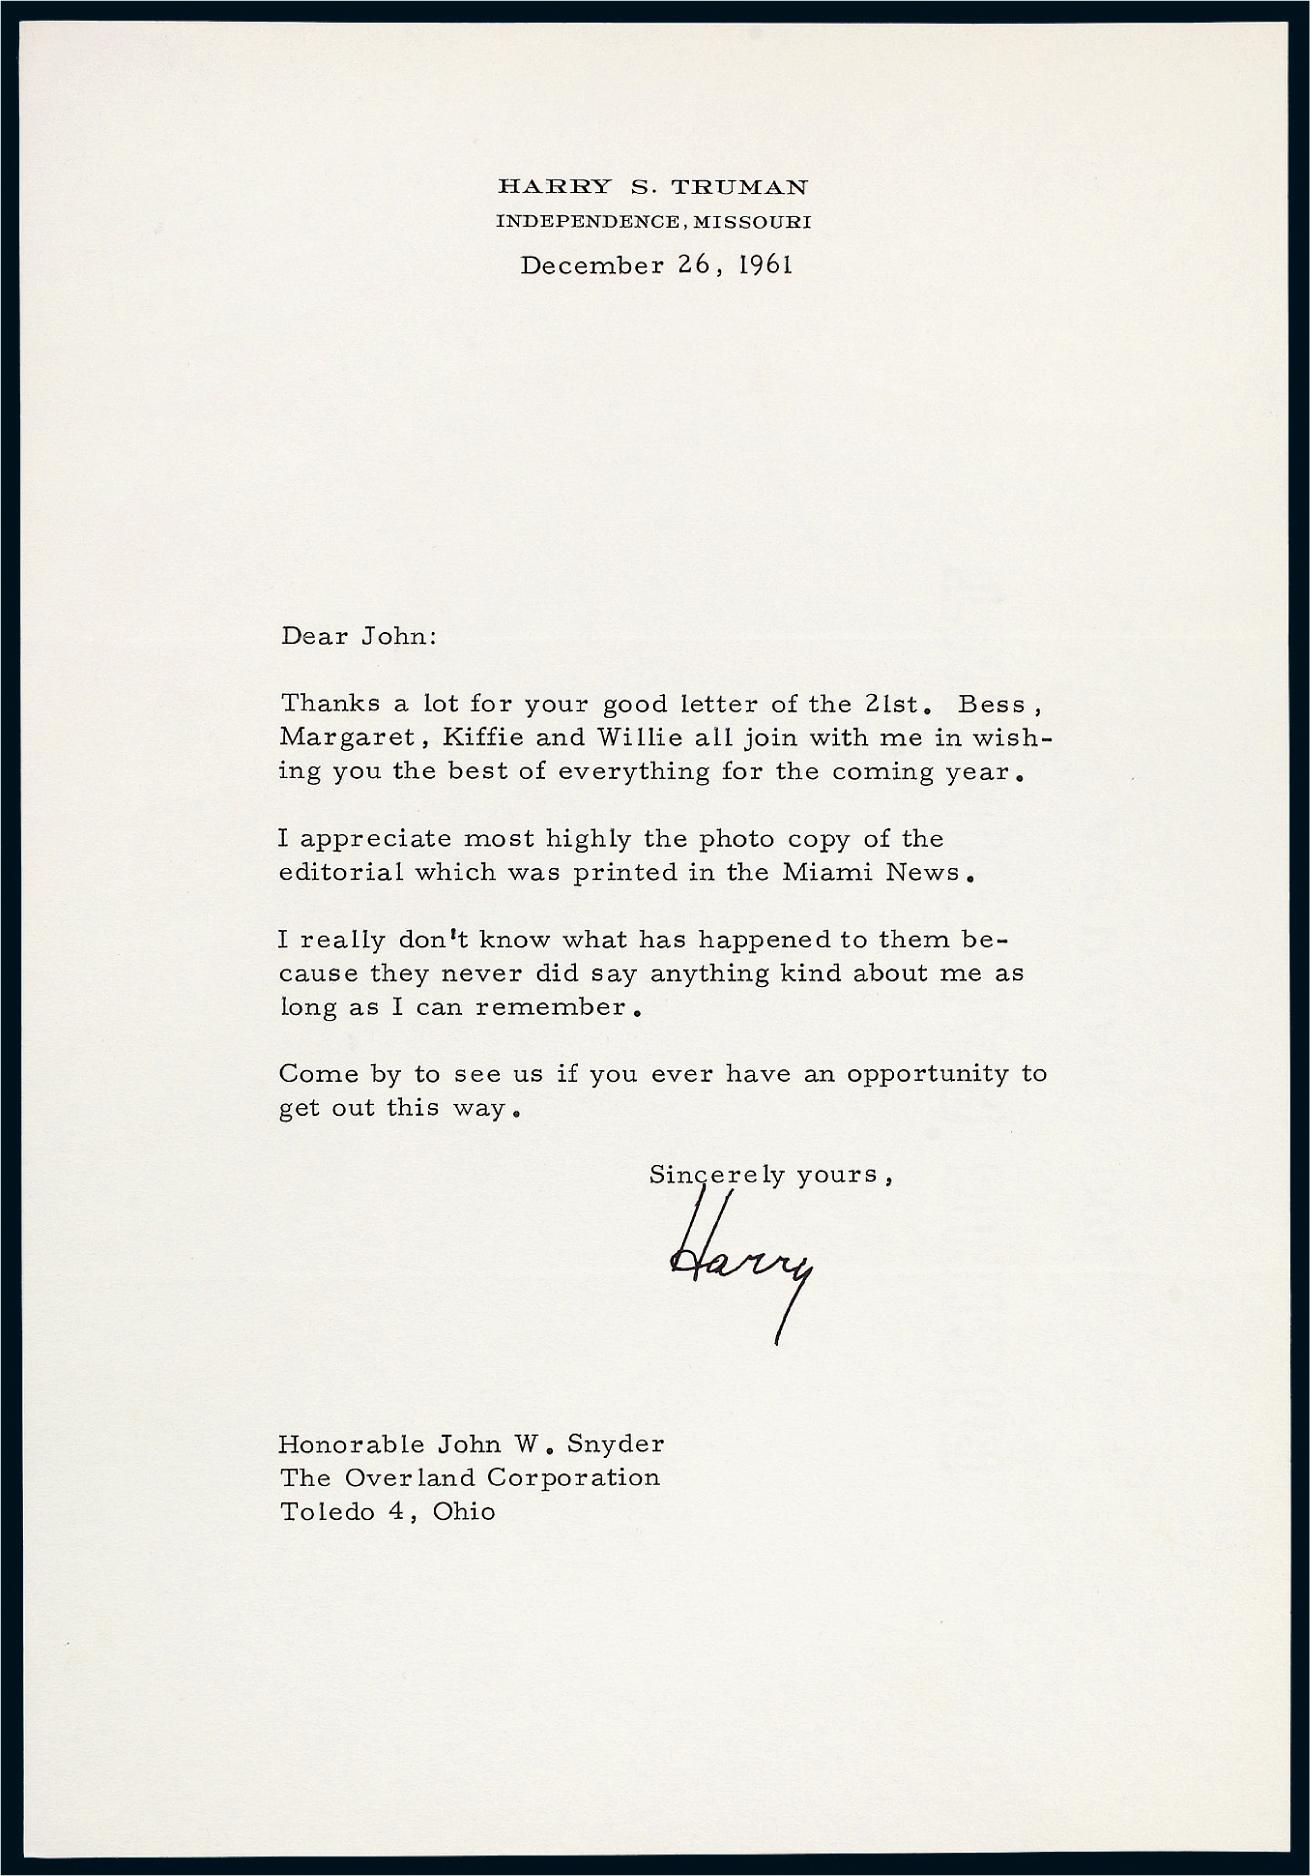 HARRY S. TRUMAN
INDEPENDENCE, MISSOURI
December 26, 1961
Dear John:
Thanks a lot for your good letter of the 21st. Bess,
Margaret, Kiffie and Willie all join with me in wish-
ing you the best of everything for the coming year.
I appreciate most highly the photo copy of the
editorial which was printed in the Miami News.
I really don't know what has happened to them be-
cause they never did say anything kind about me as
long as I can remember.
Come by to see us if you ever have an opportunity to
get out this way.
Sincerely yours,
Harry
Honorable John W. Snyder
The Overland Corporation
Toledo 4, Ohio